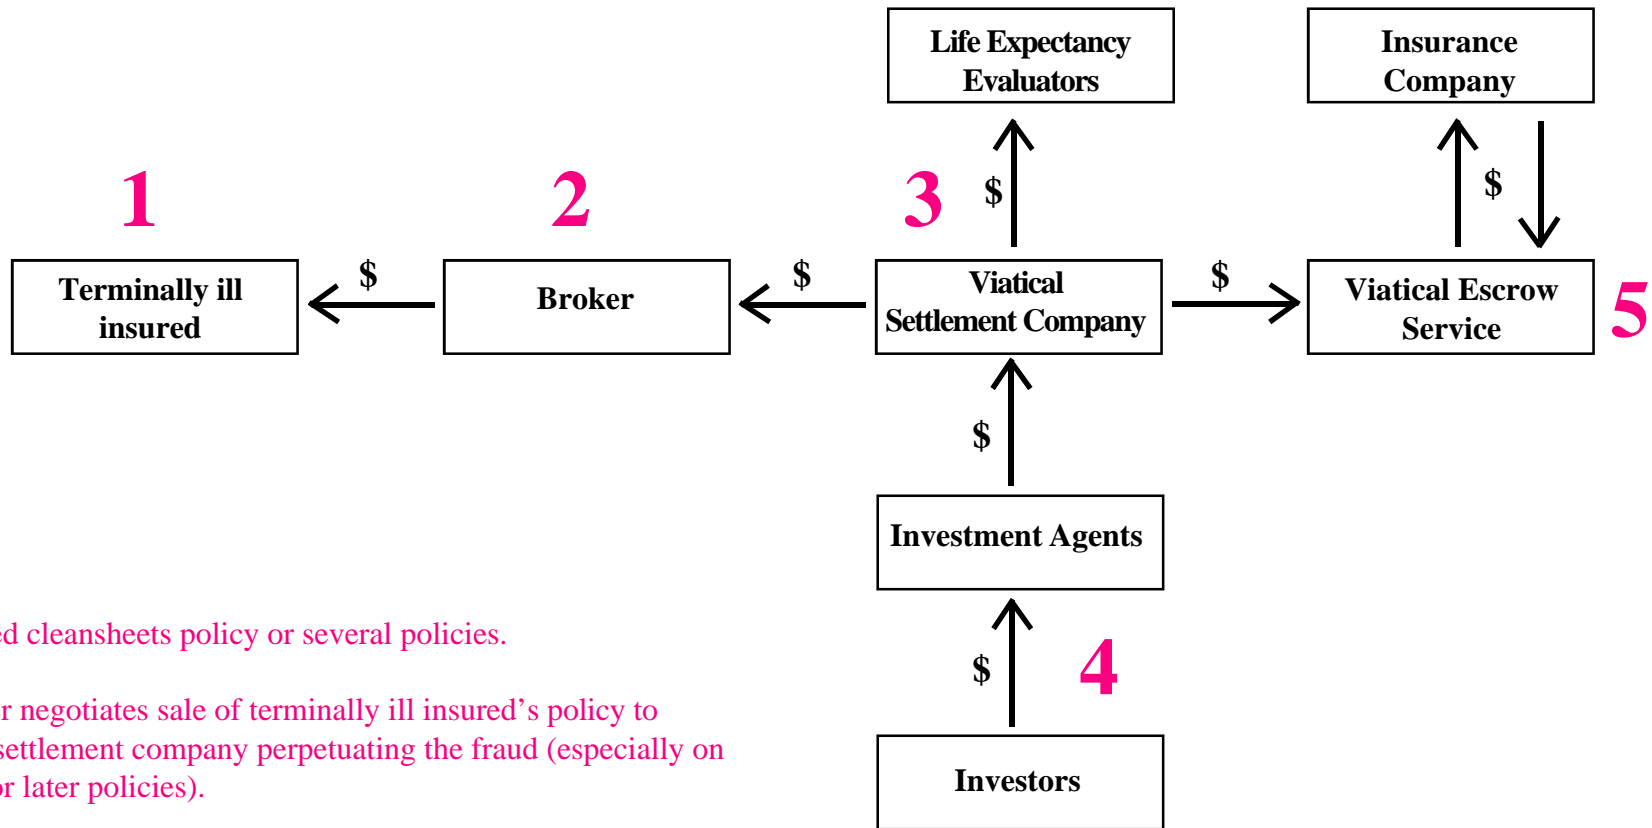 Life Expectancy
Evaluators
Insurance
Company
1
2
3
$
$
Terminally ill
insured
$
Broker
$
Viatical
Settlement Company
$
Viatical Escrow
Service
5
$
Investment Agents
$
4
Investors
ed cleansheets policy or several policies.
r negotiates sale of terminally ill insured’s policy to
settlement company perpetuating the fraud (especially on
or later policies).